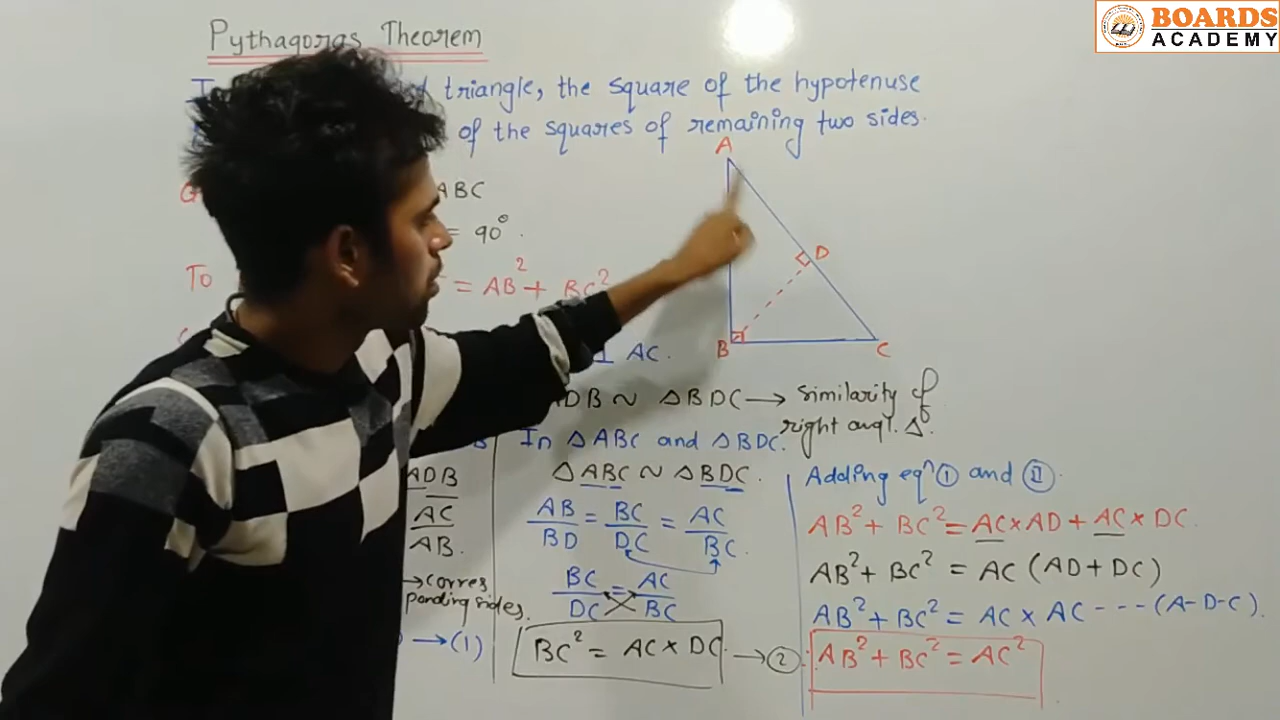 BOARDS
ACADEMY
Pythagoras Theorem
triangle, the square of the hypotenuse
of the squares of remaining two sides.
A
ABC
= 90°.
D
To
= AB² + BC²
B
C
⊥ AC.
ADB ~ △BDC → similarity of
right angl. △.
In △ABC and △BDC.
ADB
AC
AB.
→ corres
ponding sides.
→ (1)
△ABC ~ △BDC.
AB/BD = BC/DC = AC/BC.
BC/DC = AC/BC
BC² = AC × DC. → ②
Adding eqⁿ ① and Ⅱ.
AB² + BC² = AC × AD + AC × DC.
AB² + BC² = AC (AD + DC)
AB² + BC² = AC × AC --- (A-D-C).
AB² + BC² = AC²